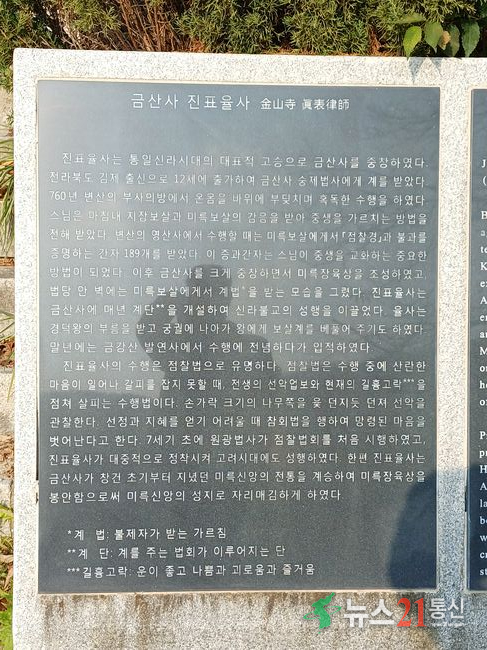 금산사 진표율사 金山寺 眞表律師
진표율사는 통일신라시대의 대표적 고승으로 금산사를 중창하였다.
전라북도 김제 출신으로 12세에 출가하여 금산사 숭제법사에게 계를 받았다.
760년 변산의 부사의방에서 온몸을 바위에 부딪치며 혹독한 수행을 하였다.
스님은 마침내 지장보살과 미륵보살의 감응을 받아 중생을 가르치는 방법을
전해 받았다. 변산의 영산사에서 수행할 때는 미륵보살에게서 『점찰경』과 불과를
증명하는 간자 189개를 받았다. 이 증과간자는 스님이 중생을 교화하는 중요한
방법이 되었다. 이후 금산사를 크게 중창하면서 미륵장육상을 조성하였고,
법당 안 벽에는 미륵보살에게서 계법*을 받는 모습을 그렸다. 진표율사는
금산사에 매년 계단**을 개설하여 신라불교의 성행을 이끌었다. 율사는
경덕왕의 부름을 받고 궁궐에 나아가 왕에게 보살계를 베풀어 주기도 하였다.
말년에는 금강산 발연사에서 수행에 전념하다가 입적하였다.
진표율사의 수행은 점찰법으로 유명하다. 점찰법은 수행 중에 산란한
마음이 일어나 갈피를 잡지 못할 때, 전생의 선악업보와 현재의 길흉고락***을
점쳐 살피는 수행법이다. 손가락 크기의 나무쪽을 윷 던지듯 던져 선악을
관찰한다. 선정과 지혜를 얻기 어려울 때 참회법을 행하여 망령된 마음을
벗어난다고 한다. 7세기 초에 원광법사가 점찰법회를 처음 시행하였고,
진표율사가 대중적으로 정착시켜 고려시대에도 성행하였다. 한편 진표율사는
금산사가 창건 초기부터 지녔던 미륵신앙의 전통을 계승하여 미륵장육상을
봉안함으로써 미륵신앙의 성지로 자리매김하게 하였다.
*계 법: 불제자가 받는 가르침
**계 단: 계를 주는 법회가 이루어지는 단
***길흉고락: 운이 좋고 나쁨과 괴로움과 즐거움
뉴스21통신